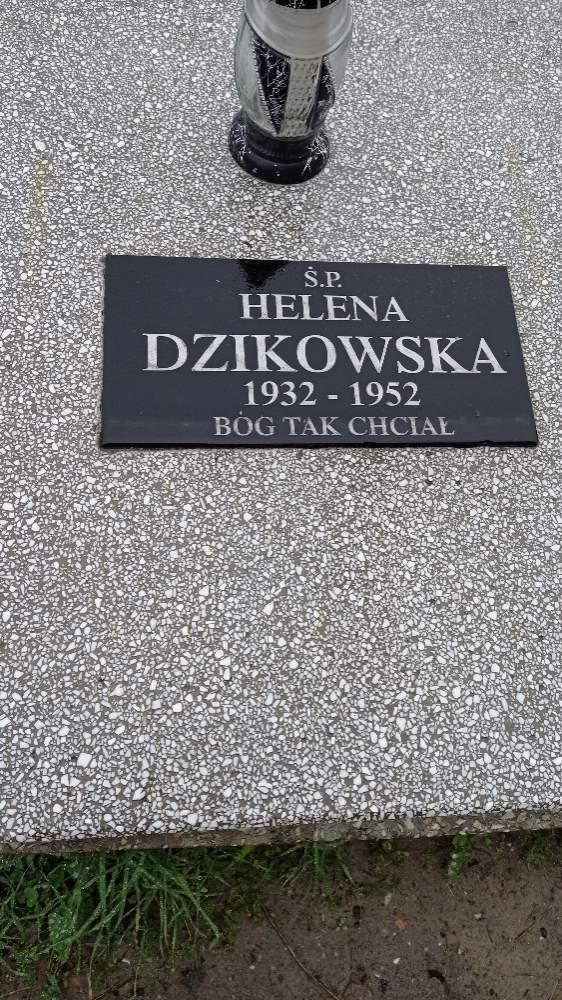 Ś.P.
HELENA
DZIKOWSKA
1932 - 1952
BÓG TAK CHCIAŁ